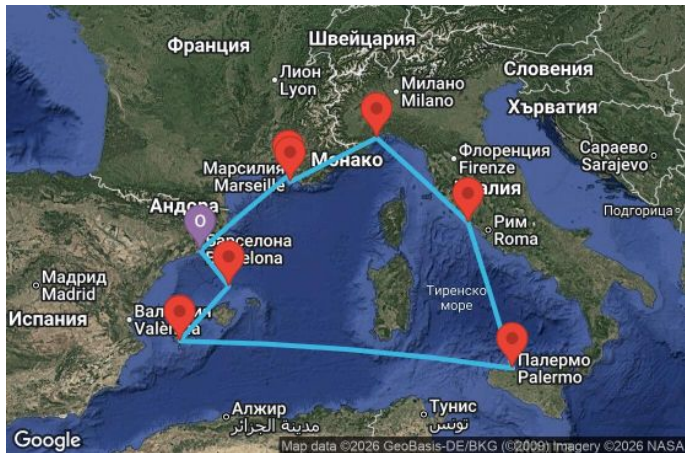 Франция
Швейцария
Лион
Lyon
Милано
Milano
Словения
Хърватия
Марсилия
Marseille
Монако
Флоренция
Firenze
Сараево
Sarajevo
Андора
Подгорица
О
Рим
Roma
Мадрид
Madrid
Тиренско
море
Испания
València
Палермо
Palermo
Алжир
مدينة الجزائر
Тунис
تونس
Google
Map data ©2026 GeoBasis-DE/BKG (©2009) Imagery ©2026 NASA